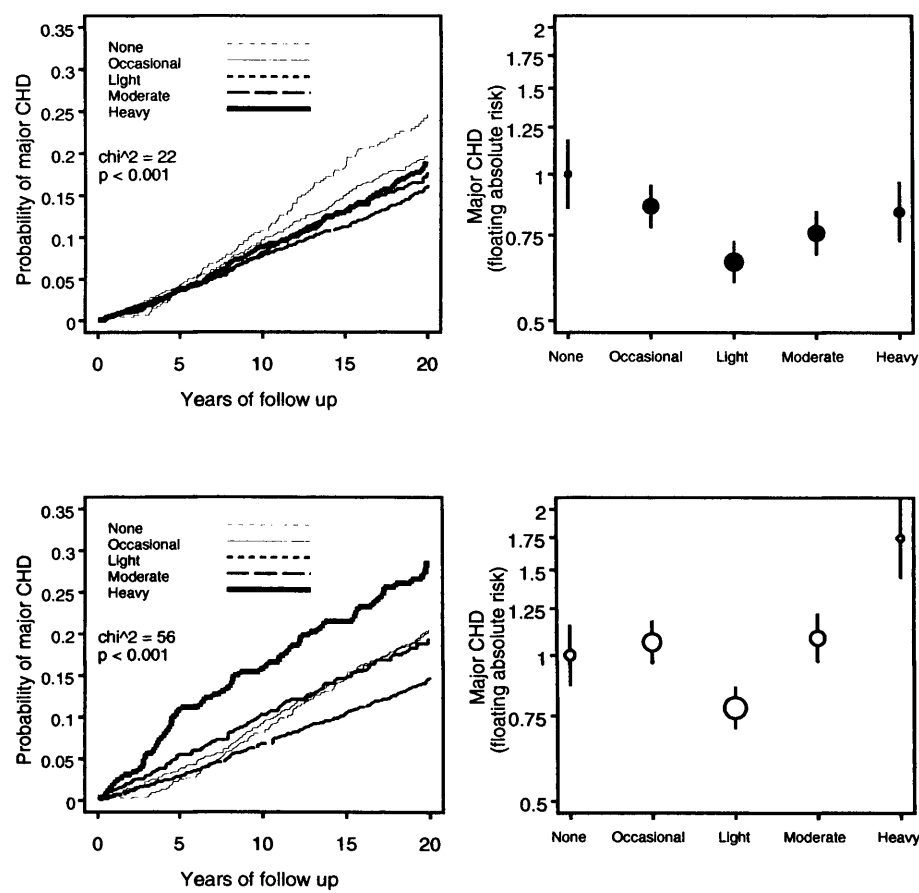 Probability of major CHD
0.35
0.3
0.25
0.2
0.15
0.1
0.05
0
None
Occasional
Light
Moderate
Heavy
chi^2 = 22
p < 0.001
0 5 10 15 20
Years of follow up
Major CHD
(floating absolute risk)
2
1.75
1.5
1.25
1
0.75
0.5
None Occasional Light Moderate Heavy
Probability of major CHD
0.35
0.3
0.25
0.2
0.15
0.1
0.05
0
None
Occasional
Light
Moderate
Heavy
chi^2 = 56
p < 0.001
0 5 10 15 20
Years of follow up
Major CHD
(floating absolute risk)
2
1.75
1.5
1.25
1
0.75
0.5
None Occasional Light Moderate Heavy